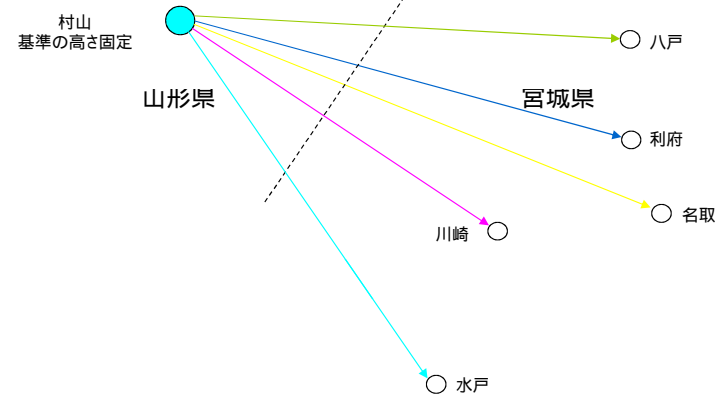 村山
基準の高さ固定
八戸
山形県
宮城県
利府
名取
川崎
水戸